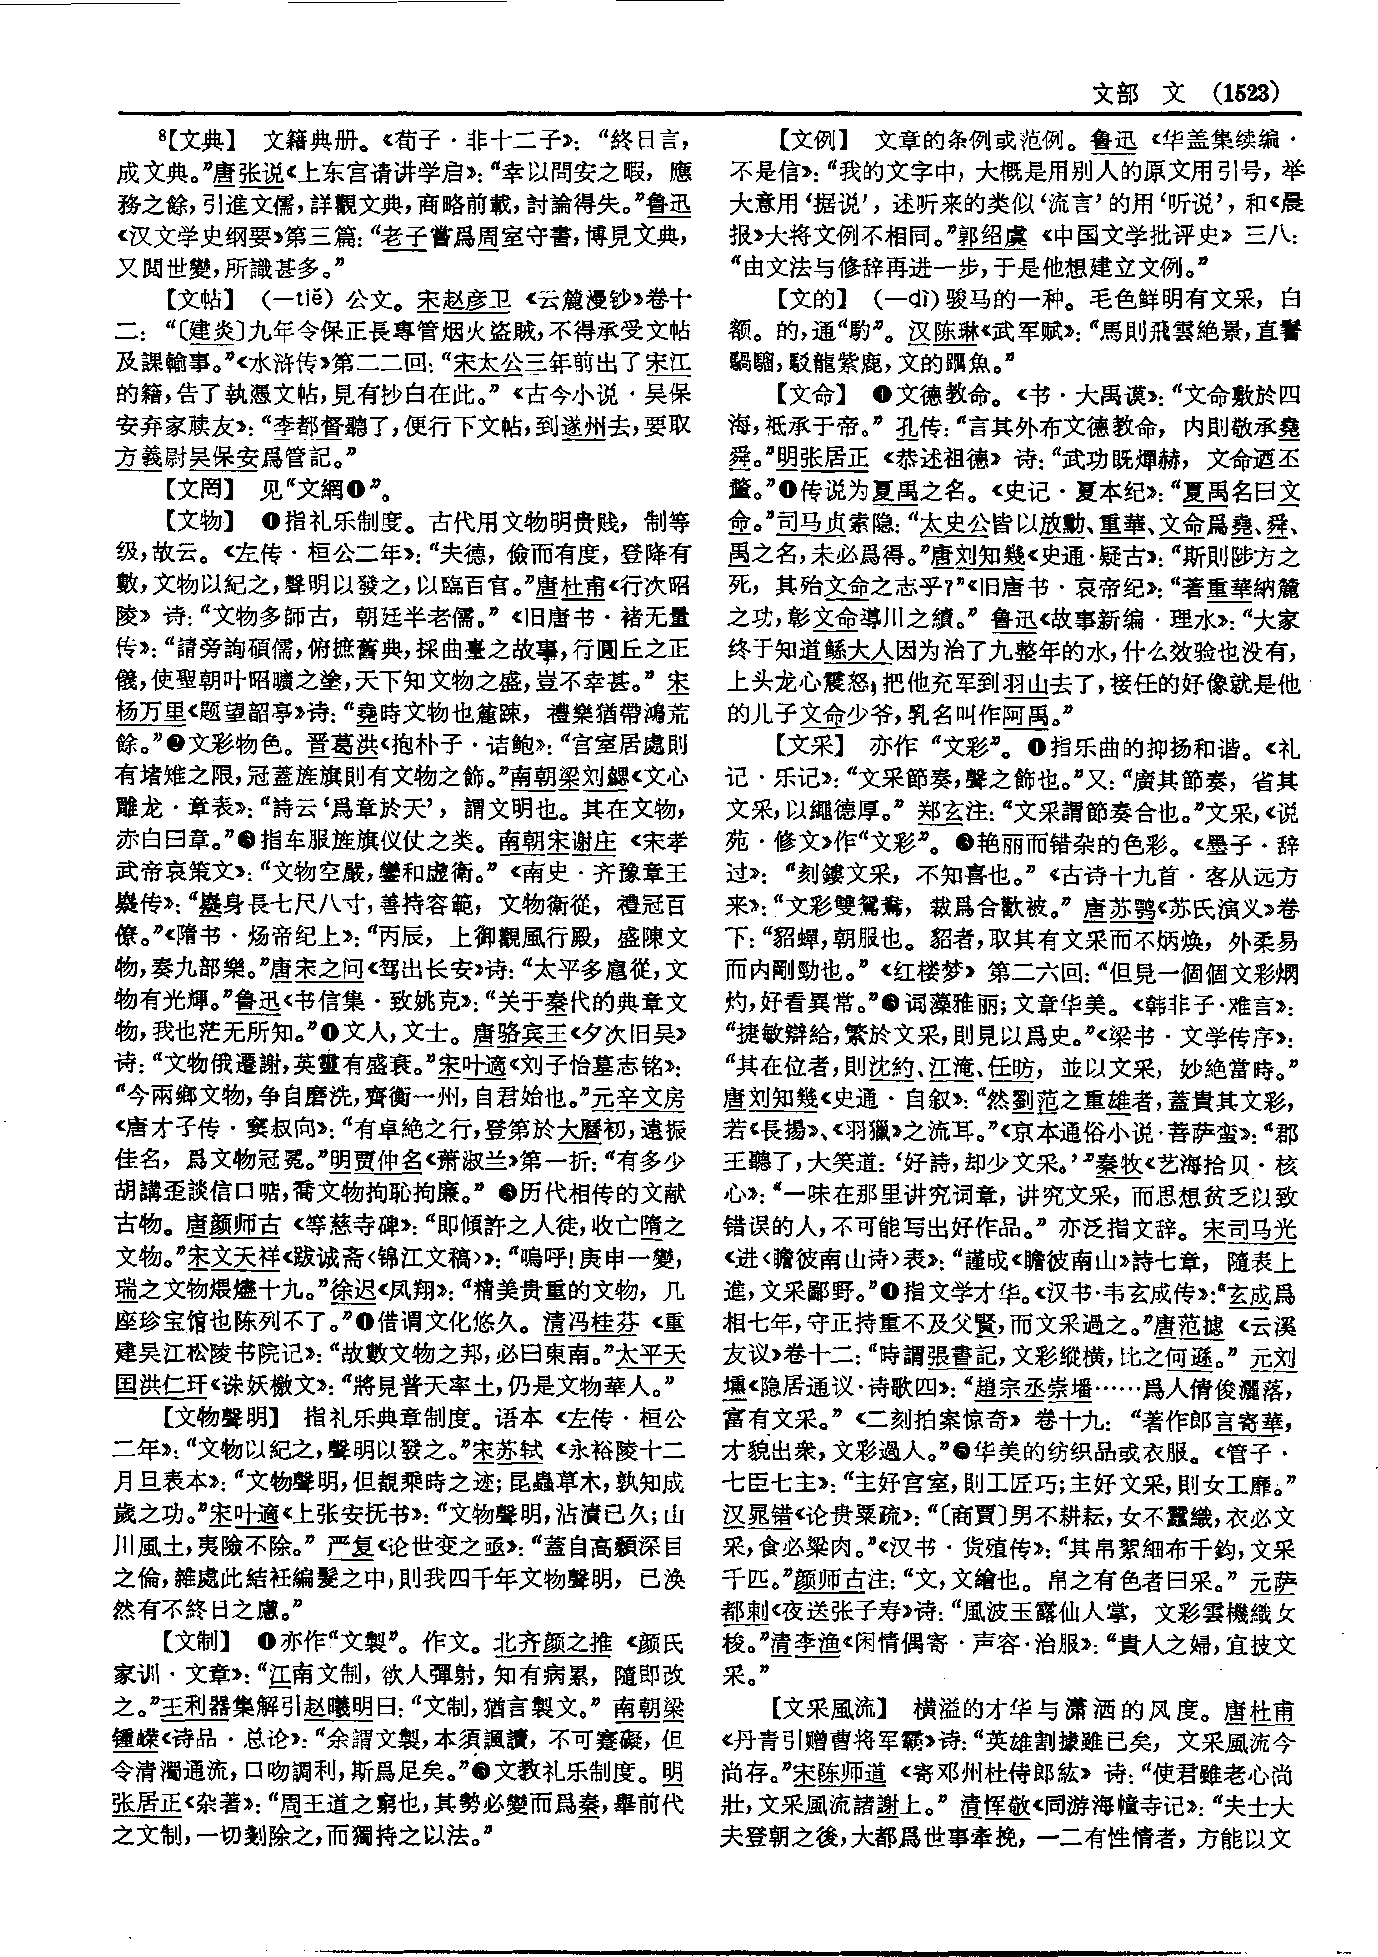 文部　文　(1523)
⁸【文典】　文籍典册。《荀子·非十二子》：“終日言，
成文典。”唐张说《上东宫请讲学启》：“幸以問安之暇，應
務之餘，引進文儒，詳觀文典，商略前載，討論得失。”鲁迅
《汉文学史纲要》第三篇：“老子嘗爲周室守書，博見文典，
又閲世變，所識甚多。”
【文帖】　(—tiě) 公文。宋赵彦卫《云麓漫钞》卷十
二：“〔建炎〕九年令保正長專管烟火盜賊，不得承受文帖
及課輸事。”《水浒传》第二二回：“宋太公三年前出了宋江
的籍，告了執憑文帖，見有抄白在此。”《古今小说·吴保
安弃家赎友》：“李都督聽了，便行下文帖，到遂州去，要取
方義尉吴保安爲管記。”
【文罔】　见“文網❶”。
【文物】　❶指礼乐制度。古代用文物明贵贱，制等
级，故云。《左传·桓公二年》：“夫德，儉而有度，登降有
數，文物以紀之，聲明以發之，以臨百官。”唐杜甫《行次昭
陵》诗：“文物多師古，朝廷半老儒。”《旧唐书·褚无量
传》：“請旁詢碩儒，俯摭舊典，採曲臺之故事，行圓丘之正
儀，使聖朝叶昭曠之塗，天下知文物之盛，豈不幸甚。”宋
杨万里《题望韶亭》诗：“堯時文物也麄踈，禮樂猶帶鴻荒
餘。”❷文彩物色。晋葛洪《抱朴子·诘鲍》：“宫室居處則
有堵雉之限，冠蓋旌旗則有文物之飾。”南朝梁刘勰《文心
雕龙·章表》：“詩云‘爲章於天’，謂文明也。其在文物，
赤白曰章。”❸指车服旌旗仪仗之类。南朝宋谢庄《宋孝
武帝哀策文》：“文物空嚴，鑾和虚衛。”《南史·齐豫章王
嶷传》：“嶷身長七尺八寸，善持容範，文物衛從，禮冠百
僚。”《隋书·炀帝纪上》：“丙辰，上御觀風行殿，盛陳文
物，奏九部樂。”唐宋之问《驾出长安》诗：“太平多扈從，文
物有光輝。”鲁迅《书信集·致姚克》：“关于秦代的典章文
物，我也茫无所知。”❹文人，文士。唐骆宾王《夕次旧吴》
诗：“文物俄遷謝，英靈有盛衰。”宋叶適《刘子怡墓志铭》：
“今兩鄉文物，争自磨洗，齊衡一州，自君始也。”元辛文房
《唐才子传·窦叔向》：“有卓絶之行，登第於大曆初，遠振
佳名，爲文物冠冕。”明贾仲名《萧淑兰》第一折：“有多少
胡講歪談信口啽，喬文物拘恥拘廉。”❺历代相传的文献
古物。唐颜师古《等慈寺碑》：“即傾許之人徒，收亡隋之
文物。”宋文天祥《跋诚斋〈锦江文稿〉》：“嗚呼！庚申一變，
瑞之文物煨燼十九。”徐迟《凤翔》：“精美贵重的文物，几
座珍宝馆也陈列不了。”❻借谓文化悠久。清冯桂芬《重
建吴江松陵书院记》：“故數文物之邦，必曰東南。”太平天
囯洪仁玕《诛妖檄文》：“將見普天率土，仍是文物華人。”
【文物聲明】　指礼乐典章制度。语本《左传·桓公
二年》：“文物以紀之，聲明以發之。”宋苏轼《永裕陵十二
月旦表本》：“文物聲明，但覩乘時之迹；昆蟲草木，孰知成
歲之功。”宋叶適《上张安抚书》：“文物聲明，沾漬已久；山
川風土，夷險不除。”严复《论世变之亟》：“蓋自高顙深目
之倫，雜處此結衽編髮之中，則我四千年文物聲明，已涣
然有不終日之慮。”
【文制】　❶亦作“文製”。作文。北齐颜之推《颜氏
家训·文章》：“江南文制，欲人彈射，知有病累，隨即改
之。”王利器集解引赵曦明曰：“文制，猶言製文。”南朝梁
锺嵘《诗品·总论》：“余謂文製，本須諷讀，不可蹇礙，但
令清濁通流，口吻調利，斯爲足矣。”❷文教礼乐制度。明
张居正《杂著》：“周王道之窮也，其勢必變而爲秦，舉前代
之文制，一切剗除之，而獨持之以法。”
【文例】　文章的条例或范例。鲁迅《华盖集续编·
不是信》：“我的文字中，大概是用别人的原文用引号，举
大意用‘据说’，述听来的类似‘流言’的用‘听说’，和《晨
报》大将文例不相同。”郭绍虞《中国文学批评史》三八：
“由文法与修辞再进一步，于是他想建立文例。”
【文的】　(—dì) 骏马的一种。毛色鲜明有文采，白
额。的，通“馰”。汉陈琳《武军赋》：“馬則飛雲絶景，直鬐
騧騮，駁龍紫鹿，文的𩥄魚。”
【文命】　❶文德教命。《书·大禹谟》：“文命敷於四
海，祗承于帝。”孔传：“言其外布文德教命，内則敬承堯
舜。”明张居正《恭述祖德》诗：“武功既燀赫，文命迺丕
釐。”❷传说为夏禹之名。《史记·夏本纪》：“夏禹名曰文
命。”司马贞索隐：“太史公皆以放勳、重華、文命爲堯、舜、
禹之名，未必爲得。”唐刘知幾《史通·疑古》：“斯則陟方之
死，其殆文命之志乎？”《旧唐书·哀帝纪》：“著重華納麓
之功，彰文命導川之績。”鲁迅《故事新编·理水》：“大家
终于知道鲧大人因为治了九整年的水，什么效验也没有，
上头龙心震怒，把他充军到羽山去了，接任的好像就是他
的儿子文命少爷，乳名叫作阿禹。”
【文采】　亦作“文彩”。❶指乐曲的抑扬和谐。《礼
记·乐记》：“文采節奏，聲之飾也。”又：“廣其節奏，省其
文采，以繩德厚。”郑玄注：“文采謂節奏合也。”文采，《说
苑·修文》作“文彩”。❷艳丽而错杂的色彩。《墨子·辞
过》：“刻鏤文采，不知喜也。”《古诗十九首·客从远方
来》：“文彩雙鴛鴦，裁爲合歡被。”唐苏鹗《苏氏演义》卷
下：“貂蟬，朝服也。貂者，取其有文采而不炳焕，外柔易
而内剛勁也。”《红楼梦》第二六回：“但見一個個文彩炳
灼，好看異常。”❸词藻雅丽；文章华美。《韩非子·难言》：
“捷敏辯給，繁於文采，則見以爲史。”《梁书·文学传序》：
“其在位者，則沈約、江淹、任昉，並以文采，妙絶當時。”
唐刘知幾《史通·自叙》：“然劉范之重雄者，蓋貴其文彩，
若《長揚》、《羽獵》之流耳。”《京本通俗小说·菩萨蛮》：“郡
王聽了，大笑道：‘好詩，却少文采。’”秦牧《艺海拾贝·核
心》：“一味在那里讲究词章，讲究文采，而思想贫乏以致
错误的人，不可能写出好作品。”亦泛指文辞。宋司马光
《进〈瞻彼南山诗〉表》：“謹成《瞻彼南山》詩七章，隨表上
進，文采鄙野。”❹指文学才华。《汉书·韦玄成传》：“玄成爲
相七年，守正持重不及父賢，而文采過之。”唐范摅《云溪
友议》卷十二：“時謂張書記，文彩縱横，比之何遜。”元刘
壎《隐居通议·诗歌四》：“趙宗丞崇嶓……爲人倩俊灑落，
富有文采。”《二刻拍案惊奇》卷十九：“著作郎言寄華，
才貌出衆，文彩過人。”❺华美的纺织品或衣服。《管子·
七臣七主》：“主好宫室，則工匠巧；主好文采，則女工靡。”
汉晁错《论贵粟疏》：“〔商賈〕男不耕耘，女不蠶織，衣必文
采，食必粱肉。”《汉书·货殖传》：“其帛絮細布千鈞，文采
千匹。”颜师古注：“文，文繒也。帛之有色者曰采。”元萨
都剌《夜送张子寿》诗：“風波玉露仙人掌，文彩雲機織女
梭。”清李渔《闲情偶寄·声容·治服》：“貴人之婦，宜披文
采。”
【文采風流】　横溢的才华与潇洒的风度。唐杜甫
《丹青引赠曹将军霸》诗：“英雄割據雖已矣，文采風流今
尚存。”宋陈师道《寄邓州杜侍郎紘》诗：“使君雖老心尚
壯，文采風流諸謝上。”清恽敬《同游海幢寺记》：“夫士大
夫登朝之後，大都爲世事牽挽，一二有性情者，方能以文